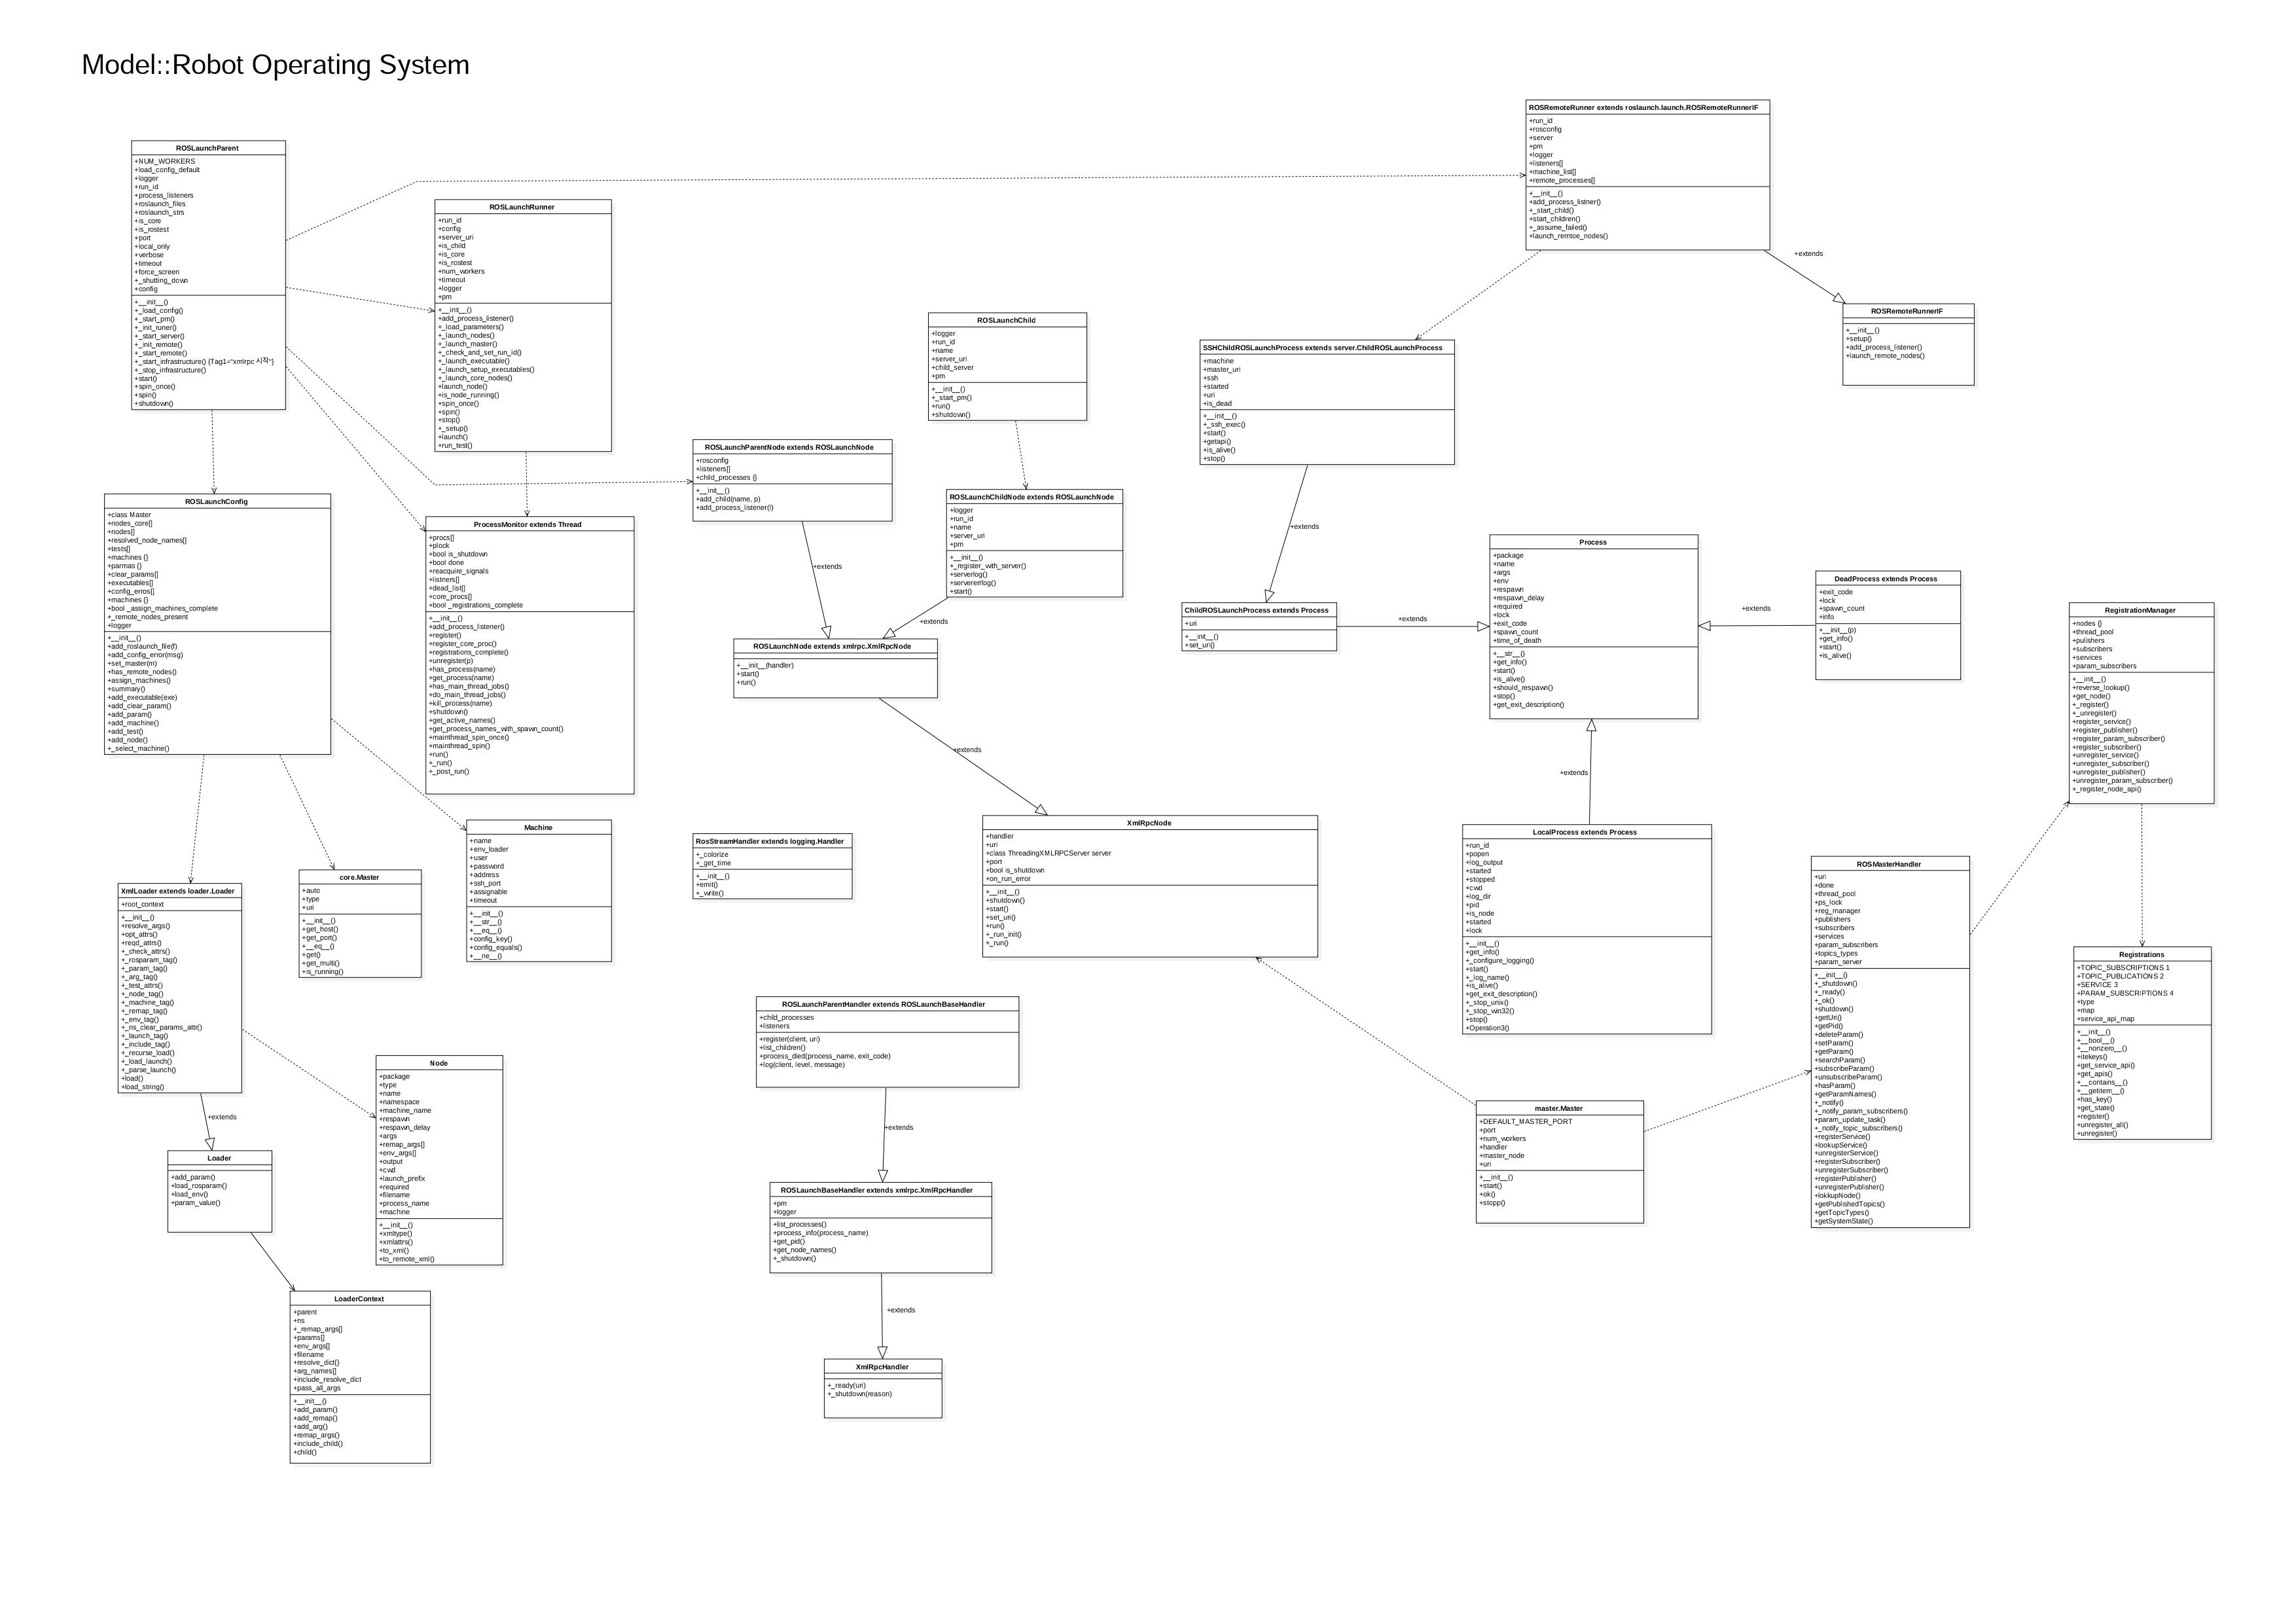 Model::Robot Operating System
ROSLaunchParent
+NUM_WORKERS
+load_config_default
+logger
+run_id
+process_listeners
+roslaunch_files
+roslaunch_strs
+is_core
+is_rostest
+port
+local_only
+verbose
+timeout
+force_screen
+_shutting_down
+config
+__init__()
+_load_config()
+_start_pm()
+_init_runer()
+_start_server()
+_init_remote()
+_start_remote()
+_start_infrastructure() {Tag1="xmlrpc 시작"}
+_stop_infrastructure()
+start()
+spin_once()
+spin()
+shutdown()
ROSLaunchRunner
+run_id
+config
+server_uri
+is_child
+is_core
+is_rostest
+num_workers
+timeout
+logger
+pm
+__init__()
+add_process_listener()
+_load_parameters()
+_launch_nodes()
+_launch_master()
+_check_and_set_run_id()
+_launch_executable()
+_launch_setup_executables()
+_launch_core_nodes()
+launch_node()
+is_node_running()
+spin_once()
+spin()
+stop()
+_setup()
+launch()
+run_test()
ROSRemoteRunner extends roslaunch.launch.ROSRemoteRunnerIF
+run_id
+rosconfig
+server
+pm
+logger
+listeners[]
+machine_list[]
+remote_processes[]
+__init__()
+add_process_listner()
+_start_child()
+start_children()
+_assume_failed()
+launch_remtoe_nodes()
+extends
ROSRemoteRunnerIF
+__init__()
+setup()
+add_process_listener()
+launch_remote_nodes()
ROSLaunchChild
+logger
+run_id
+name
+server_uri
+child_server
+pm
+__init__()
+_start_pm()
+run()
+shutdown()
SSHChildROSLaunchProcess extends server.ChildROSLaunchProcess
+machine
+master_uri
+ssh
+started
+uri
+is_dead
+__init__()
+_ssh_exec()
+start()
+getapi()
+is_alive()
+stop()
+extends
ROSLaunchParentNode extends ROSLaunchNode
+rosconfig
+listeners[]
+child_processes {}
+__init__()
+add_child(name, p)
+add_process_listener(l)
+extends
ROSLaunchChildNode extends ROSLaunchNode
+logger
+run_id
+name
+server_uri
+pm
+__init__()
+_register_with_server()
+serverlog()
+servererrlog()
+start()
+extends
ROSLaunchConfig
+class Master
+nodes_core[]
+nodes[]
+resolved_node_names[]
+tests[]
+machines {}
+parmas {}
+clear_params[]
+executables[]
+config_erros[]
+machines {}
+bool _assign_machines_complete
+_remote_nodes_present
+logger
+__init__()
+add_roslaunch_file(f)
+add_config_error(msg)
+set_master(m)
+has_remote_nodes()
+assign_machines()
+summary()
+add_executable(exe)
+add_clear_param()
+add_param()
+add_machine()
+add_test()
+add_node()
+_select_machine()
ProcessMonitor extends Thread
+procs[]
+plock
+bool is_shutdown
+bool done
+reacquire_signals
+listners[]
+dead_list[]
+core_procs[]
+bool _registrations_complete
+__init__()
+add_process_listener()
+register()
+register_core_proc()
+registrations_complete()
+unregister(p)
+has_process(name)
+get_process(name)
+has_main_thread_jobs()
+do_main_thread_jobs()
+kill_process(name)
+shutdown()
+get_active_names()
+get_process_names_with_spawn_count()
+mainthread_spin_once()
+mainthread_spin()
+run()
+_run()
+_post_run()
ROSLaunchNode extends xmlrpc.XmlRpcNode
+__init__(handler)
+start()
+run()
+extends
ChildROSLaunchProcess extends Process
+uri
+__init__()
+set_uri()
+extends
Process
+package
+name
+args
+env
+respawn
+respawn_delay
+required
+lock
+exit_code
+spawn_count
+time_of_death
+__str__()
+get_info()
+start()
+is_alive()
+should_respawn()
+stop()
+get_exit_description()
+extends
DeadProcess extends Process
+exit_code
+lock
+spawn_count
+info
+__init__(p)
+get_info()
+start()
+is_alive()
RegistrationManager
+nodes {}
+thread_pool
+pulishers
+subscribers
+services
+param_subscribers
+__init__()
+reverse_lookup()
+get_node()
+_register()
+_unregister()
+register_service()
+register_publisher()
+register_param_subscriber()
+register_subscriber()
+unregister_service()
+unregister_subscriber()
+unregister_publisher()
+unregister_param_subscriber()
+_register_node_api()
+extends
Machine
+name
+env_loader
+user
+password
+address
+ssh_port
+assignable
+timeout
+__init__()
+__str__()
+__eq__()
+config_key()
+config_equals()
+__ne__()
RosStreamHandler extends logging.Handler
+_colorize
+_get_time
+__init__()
+emit()
+_write()
XmlRpcNode
+handler
+uri
+class ThreadingXMLRPCServer server
+port
+bool is_shutdown
+on_run_error
+__init__()
+shutdown()
+start()
+set_uri()
+run()
+_run_init()
+_run()
LocalProcess extends Process
+run_id
+popen
+log_output
+started
+stopped
+cwd
+log_dir
+pid
+is_node
+started
+lock
+__init__()
+get_info()
+_configure_logging()
+start()
+_log_name()
+is_alive()
+get_exit_description()
+_stop_unix()
+_stop_win32()
+stop()
+Operation3()
ROSMasterHandler
+uri
+done
+thread_pool
+ps_lock
+reg_manager
+publishers
+subscribers
+services
+param_subscribers
+topics_types
+param_server
+__init__()
+_shutdown()
+_ready()
+_ok()
+shutdown()
+getUri()
+getPid()
+deleteParam()
+setParam()
+getParam()
+searchParam()
+subscribeParam()
+unsubscribeParam()
+hasParam()
+getParamNames()
+_notify()
+_notify_param_subscribers()
+param_update_task()
+_notify_topic_subscribers()
+registerService()
+lookupService()
+unregisterService()
+registerSubscriber()
+unregisterSubscriber()
+registerPublisher()
+unregisterPublisher()
+lokkupNode()
+getPublishedTopics()
+getTopicTypes()
+getSystemState()
XmlLoader extends loader.Loader
+root_context
+__init__()
+resolve_args()
+opt_attrs()
+reqd_attrs()
+_check_attrs()
+_rosparam_tag()
+_param_tag()
+_arg_tag()
+_test_attrs()
+_node_tag()
+_machine_tag()
+_remap_tag()
+_env_tag()
+_ns_clear_params_attr()
+_launch_tag()
+_include_tag()
+_recurse_load()
+_load_launch()
+_parse_launch()
+load()
+load_string()
+extends
core.Master
+auto
+type
+uri
+__init__()
+get_host()
+get_port()
+__eq__()
+get()
+get_multi()
+is_running()
Registrations
+TOPIC_SUBSCRIPTIONS 1
+TOPIC_PUBLICATIONS 2
+SERVICE 3
+PARAM_SUBSCRIPTIONS 4
+type
+map
+service_api_map
+__init__()
+__bool__()
+__nonzero__()
+itekeys()
+get_service_api()
+get_apis()
+__contains__()
+__getitem__()
+has_key()
+get_state()
+register()
+unregister_all()
+unregister()
ROSLaunchParentHandler extends ROSLaunchBaseHandler
+child_processes
+listeners
+register(client, uri)
+list_children()
+process_died(process_name, exit_code)
+log(client, level, message)
+extends
Node
+package
+type
+name
+namespace
+machine_name
+respawn
+respawn_delay
+args
+remap_args[]
+env_args[]
+output
+cwd
+launch_prefix
+required
+filename
+process_name
+machine
+__init__()
+xmltype()
+xmlattrs()
+to_xml()
+to_remote_xml()
master.Master
+DEFAULT_MASTER_PORT
+port
+num_workers
+handler
+master_node
+uri
+__init__()
+start()
+ok()
+stopp()
Loader
+add_param()
+load_rosparam()
+load_env()
+param_value()
ROSLaunchBaseHandler extends xmlrpc.XmlRpcHandler
+pm
+logger
+list_processes()
+process_info(process_name)
+get_pid()
+get_node_names()
+_shutdown()
+extends
LoaderContext
+parent
+ns
+_remap_args[]
+params[]
+env_args[]
+filename
+resolve_dict{}
+arg_names[]
+include_resolve_dict
+pass_all_args
+__init__()
+add_param()
+add_remap()
+add_arg()
+remap_args()
+include_child()
+child()
XmlRpcHandler
+_ready(uri)
+_shutdown(reason)